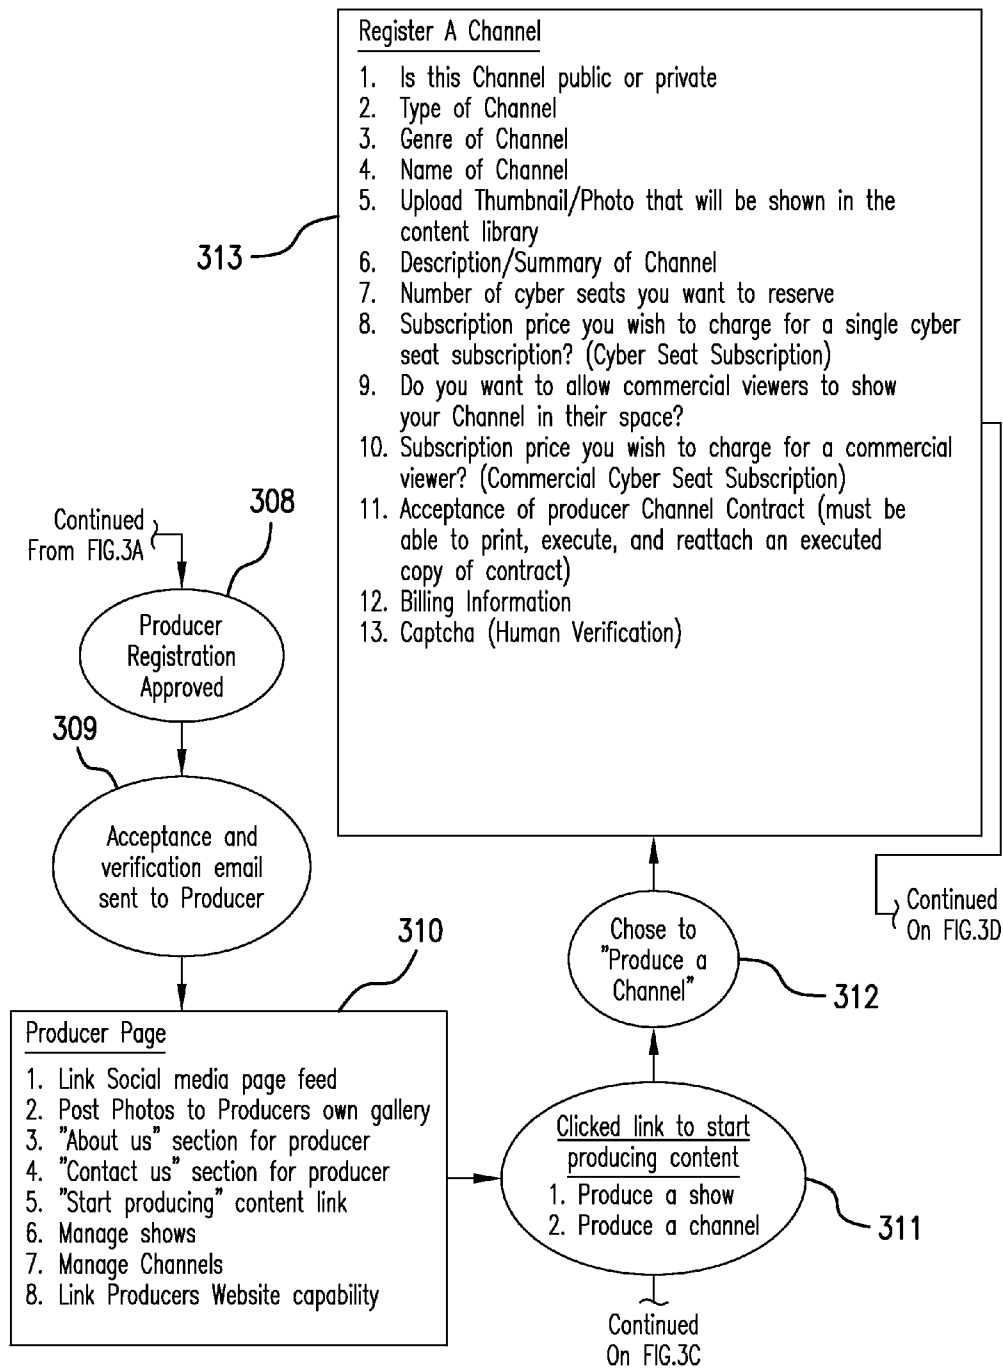 Register A Channel
1. Is this Channel public or private
2. Type of Channel
3. Genre of Channel
4. Name of Channel
5. Upload Thumbnail/Photo that will be shown in the
content library
6. Description/Summary of Channel
7. Number of cyber seats you want to reserve
8. Subscription price you wish to charge for a single cyber
seat subscription? (Cyber Seat Subscription)
9. Do you want to allow commercial viewers to show
your Channel in their space?
10. Subscription price you wish to charge for a commercial
viewer? (Commercial Cyber Seat Subscription)
11. Acceptance of producer Channel Contract (must be
able to print, execute, and reattach an executed
copy of contract)
12. Billing Information
13. Captcha (Human Verification)
313
Continued
From FIG.3A
308
Producer
Registration
Approved
309
Acceptance and
verification email
sent to Producer
310
Producer Page
1. Link Social media page feed
2. Post Photos to Producers own gallery
3. "About us" section for producer
4. "Contact us" section for producer
5. "Start producing" content link
6. Manage shows
7. Manage Channels
8. Link Producers Website capability
Clicked link to start
producing content
1. Produce a show
2. Produce a channel
311
Continued
On FIG.3C
Chose to
"Produce a
Channel"
312
Continued
On FIG.3D